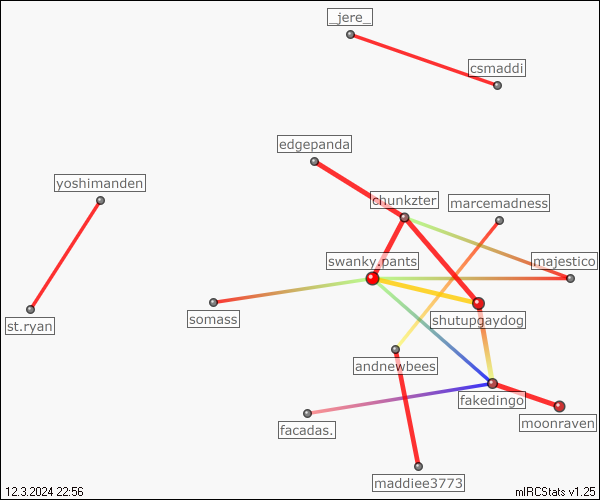 _jere_
csmaddi
edgepanda
yoshimanden
chunkzter
marcemadness
swanky.pants
majestico
somass
shutupgaydog
st.ryan
andnewbees
fakedingo
facadas.
moonraven
maddiee3773
12.3.2024 22:56
mIRCStats v1.25